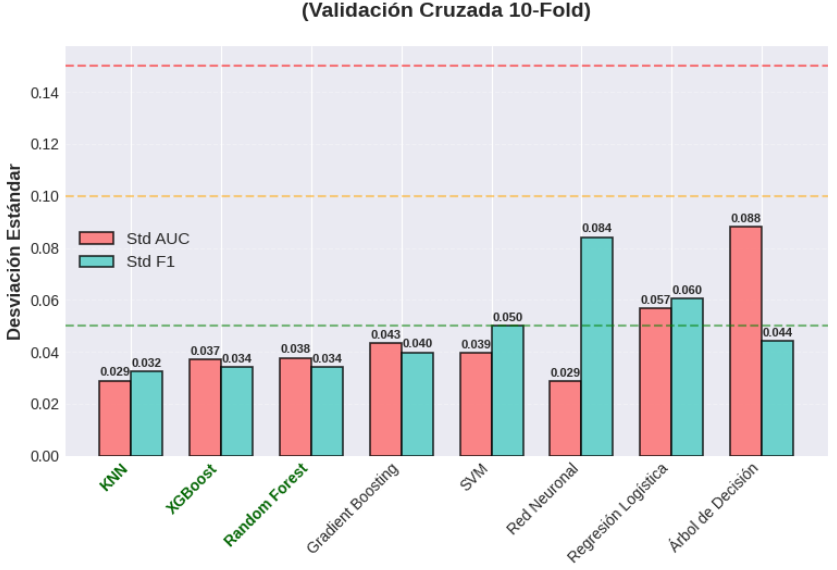 (Validación Cruzada 10-Fold)
Desviación Estándar
0.14
0.12
0.10
0.08
0.06
0.04
0.02
0.00
Std AUC
Std F1
0.029
0.032
0.037
0.034
0.038
0.034
0.043
0.040
0.039
0.050
0.029
0.084
0.057
0.060
0.088
0.044
KNN
XGBoost
Random Forest
Gradient Boosting
SVM
Red Neuronal
Regresión Logística
Árbol de Decisión